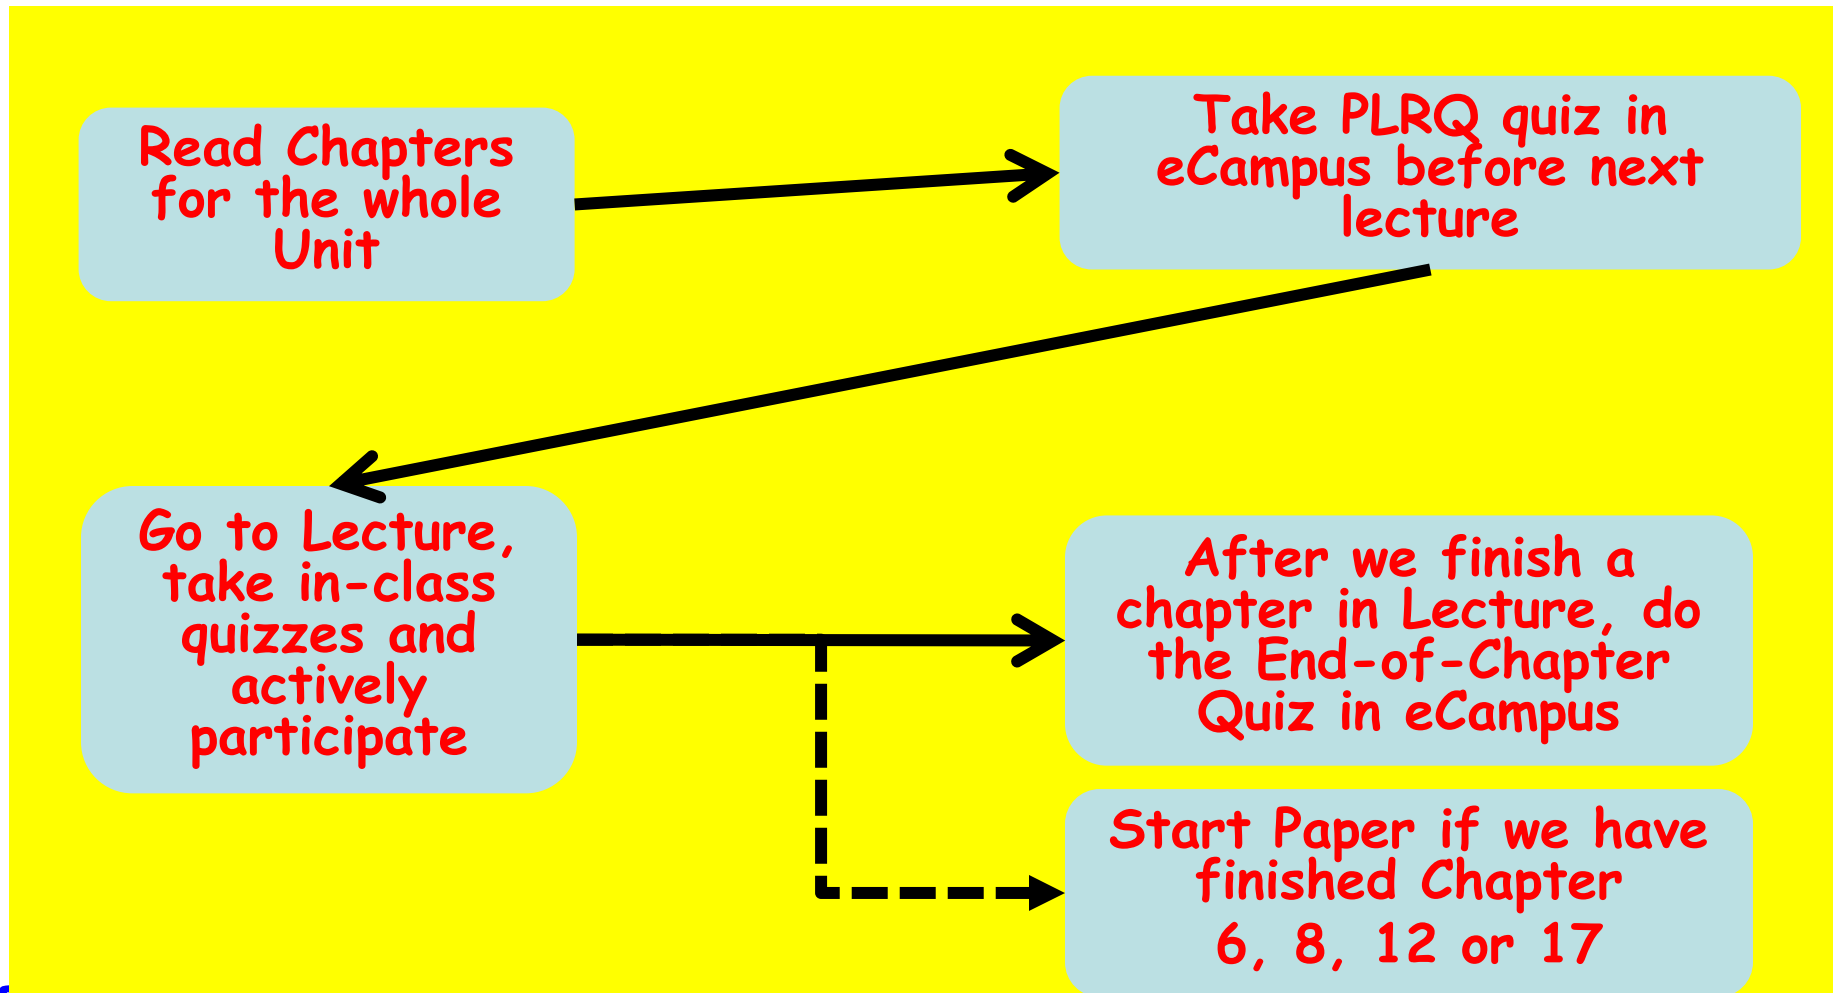 Read Chapters
for the whole
Unit
Take PLRQ quiz in
eCampus before next
lecture
Go to Lecture,
take in-class
quizzes and
actively
participate
After we finish a
chapter in Lecture, do
the End-of-Chapter
Quiz in eCampus
Start Paper if we have
finished Chapter
6, 8, 12 or 17